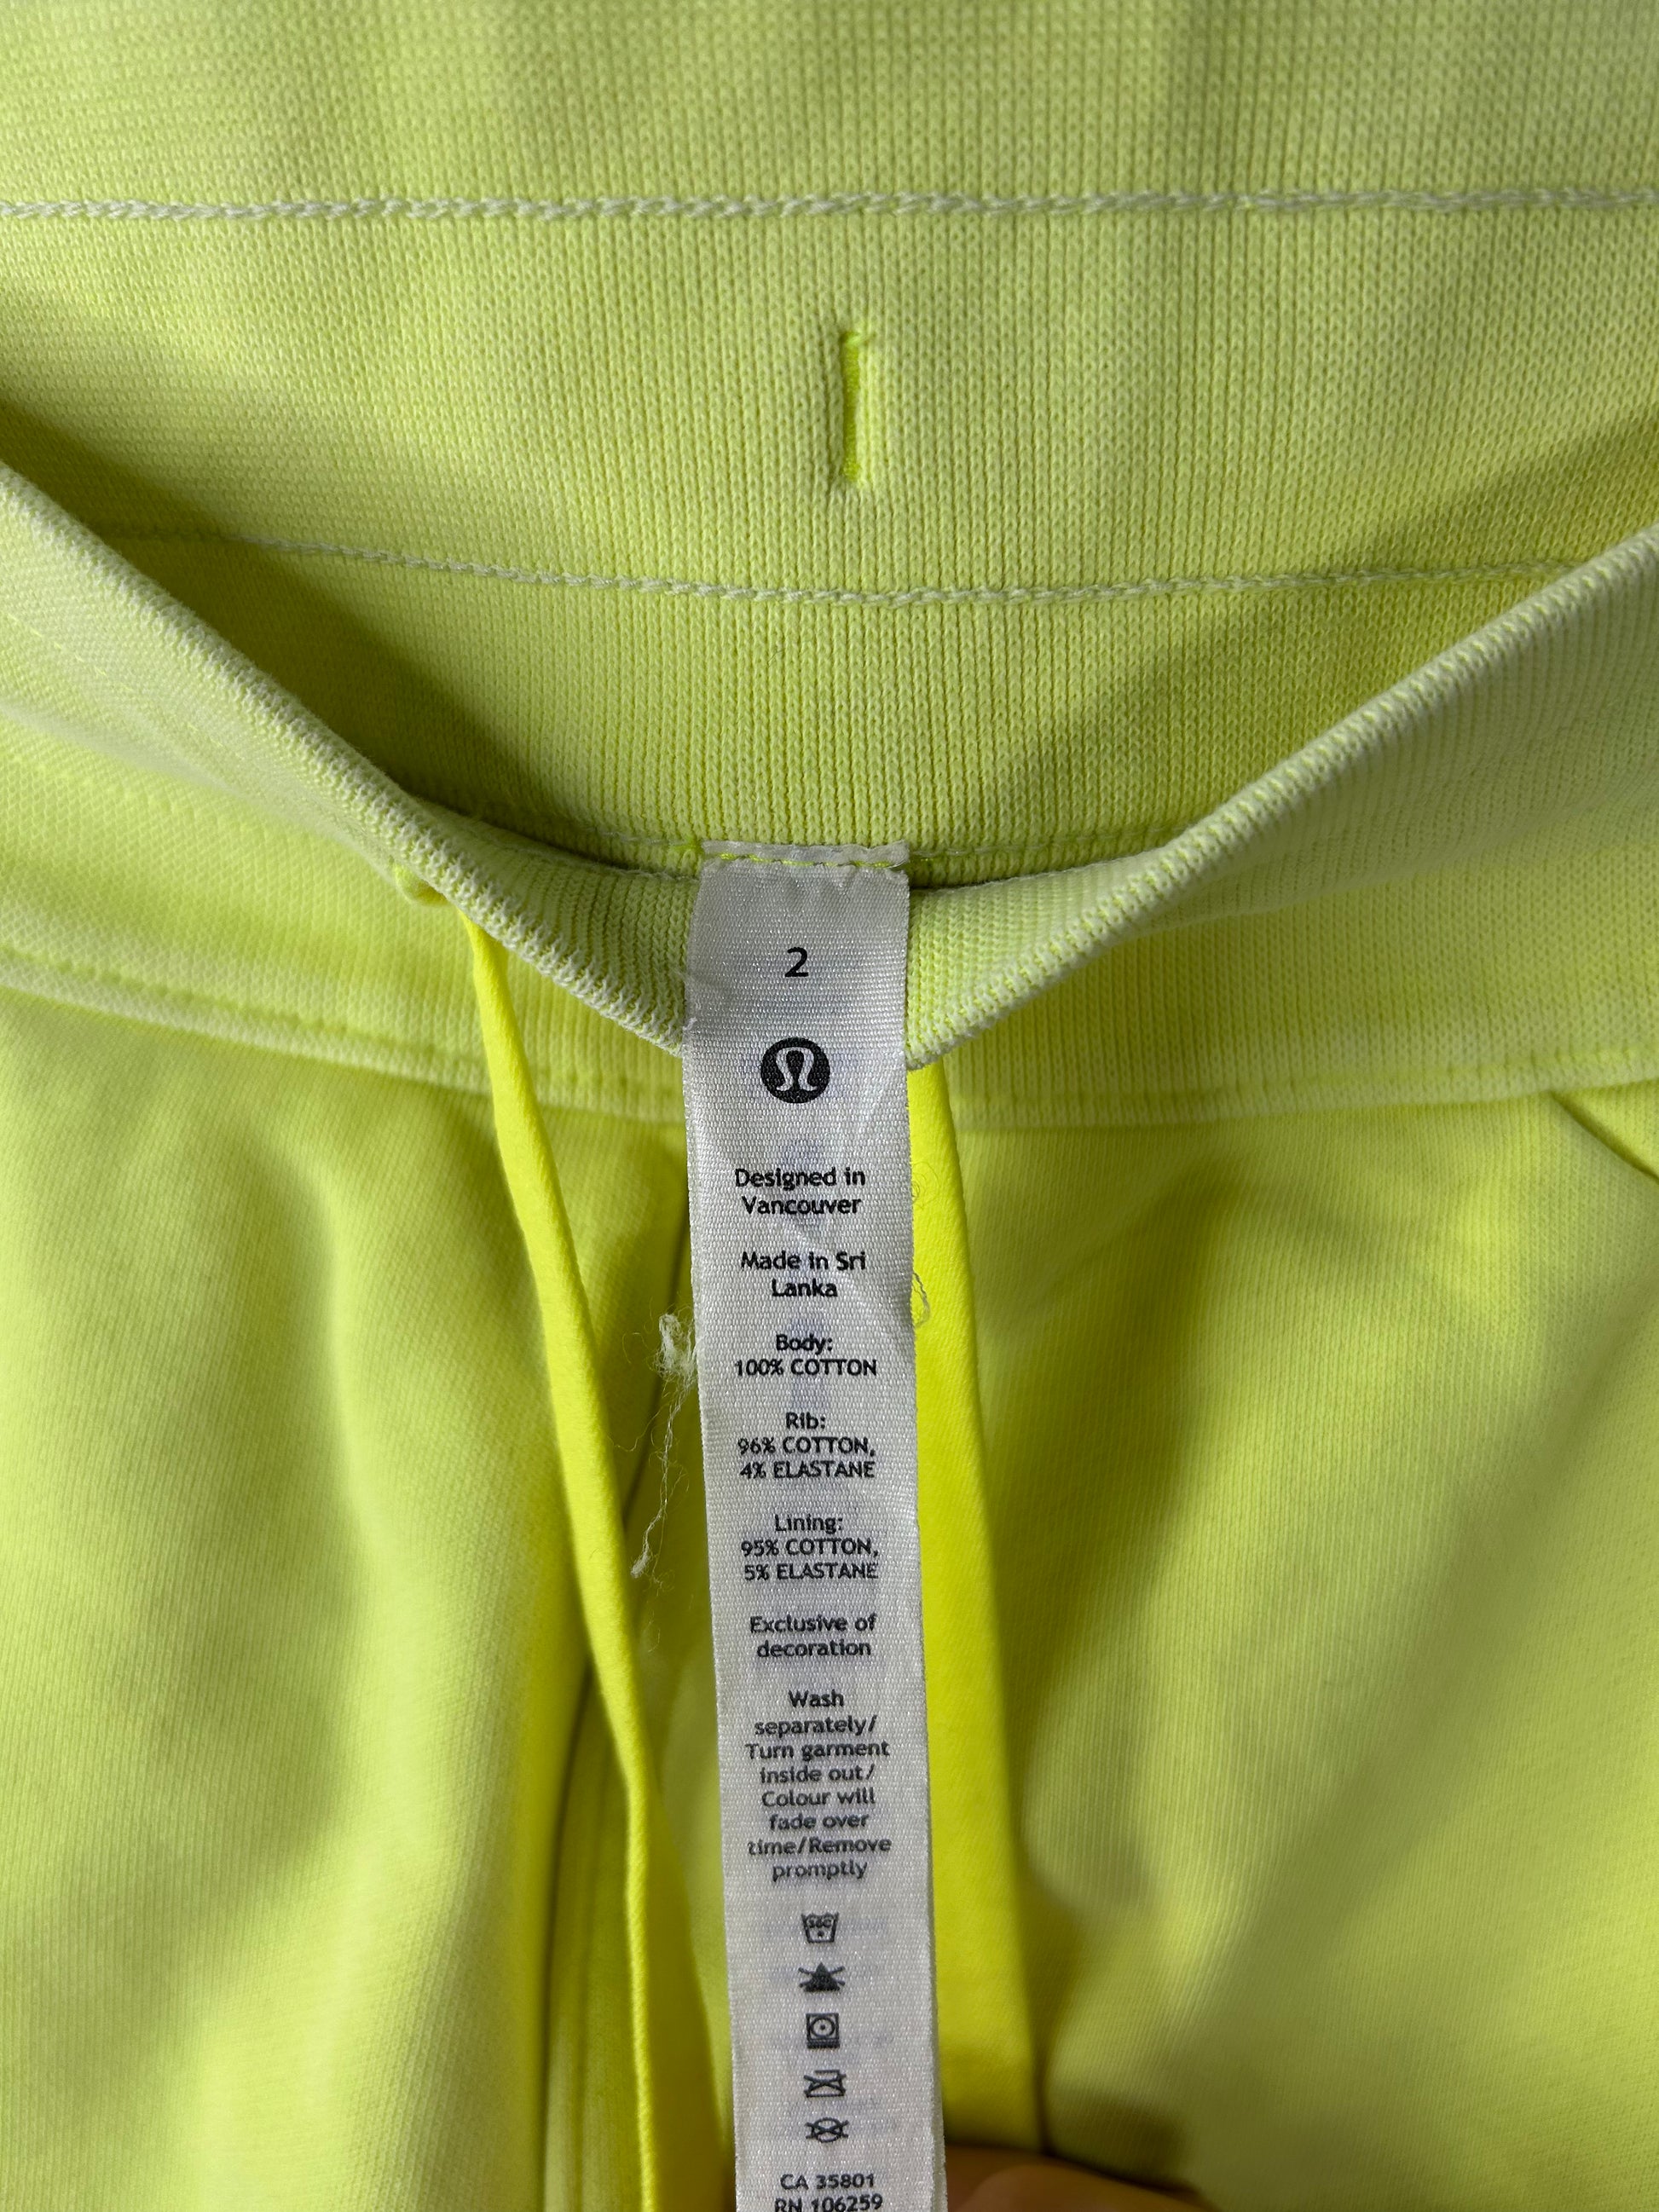 2
Designed in
Vancouver
Made in Sri
Lanka
Body:
100% COTTON
Rib:
96% COTTON,
4% ELASTANE
Lining:
95% COTTON,
5% ELASTANE
Exclusive of
decoration
Wash
separately/
Turn garment
inside out/
Colour will
fade over
time/Remove
promptly
CA 35801
RN 106259